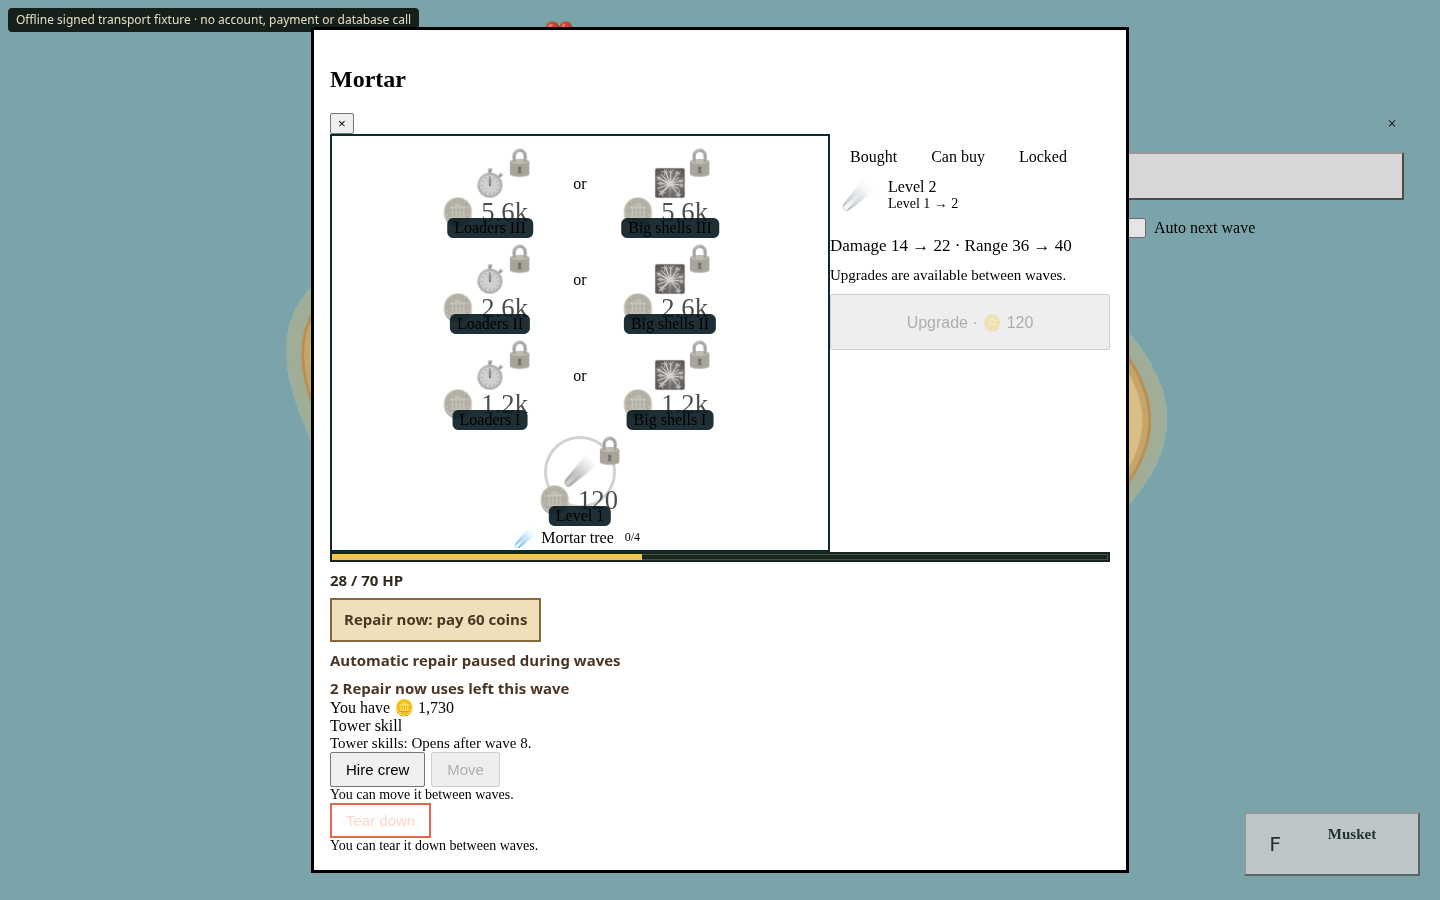 Offline signed transport fixture · no account, payment or database call
Mortar
×
×
5.6k
Loaders III
or
5.6k
Big shells III
2.6k
Loaders II
or
2.6k
Big shells II
1.2k
Loaders I
or
1.2k
Big shells I
120
Level 1
Mortar tree 0/4
Bought Can buy Locked
Level 2
Level 1 → 2
Damage 14 → 22 · Range 36 → 40
Upgrades are available between waves.
Upgrade · 120
Auto next wave
28 / 70 HP
Repair now: pay 60 coins
Automatic repair paused during waves
2 Repair now uses left this wave
You have 1,730
Tower skill
Tower skills: Opens after wave 8.
Hire crew Move
You can move it between waves.
Tear down
You can tear it down between waves.
F Musket